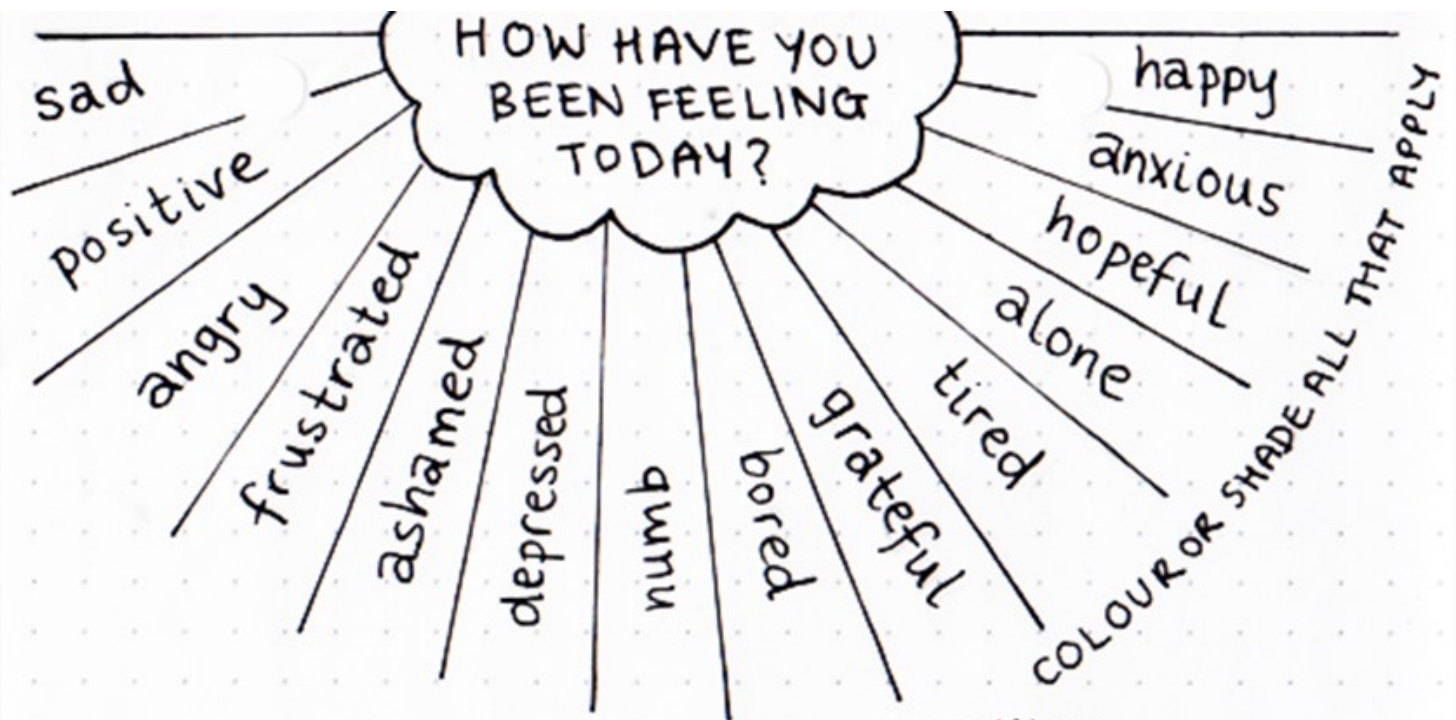 HOW HAVE YOU
BEEN FEELING
TODAY?
sad
positive
angry
frustrated
ashamed
depressed
numb
bored
grateful
tired
alone
hopeful
anxious
happy
COLOUR OR SHADE ALL THAT APPLY